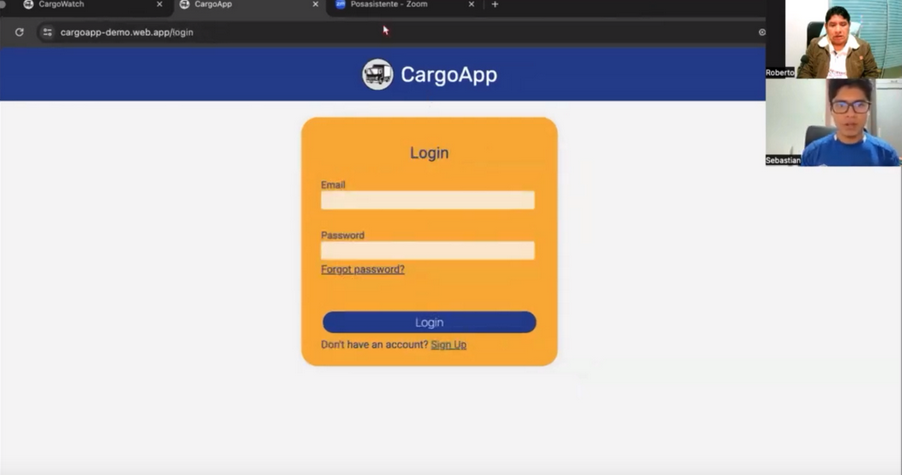 CargoWatch
CargoApp
Posasistente - Zoom
cargoapp-demo.web.app/login
CargoApp
Roberto
Sebastian
Login
Email
Password
Forgot password?
Login
Don't have an account? Sign Up